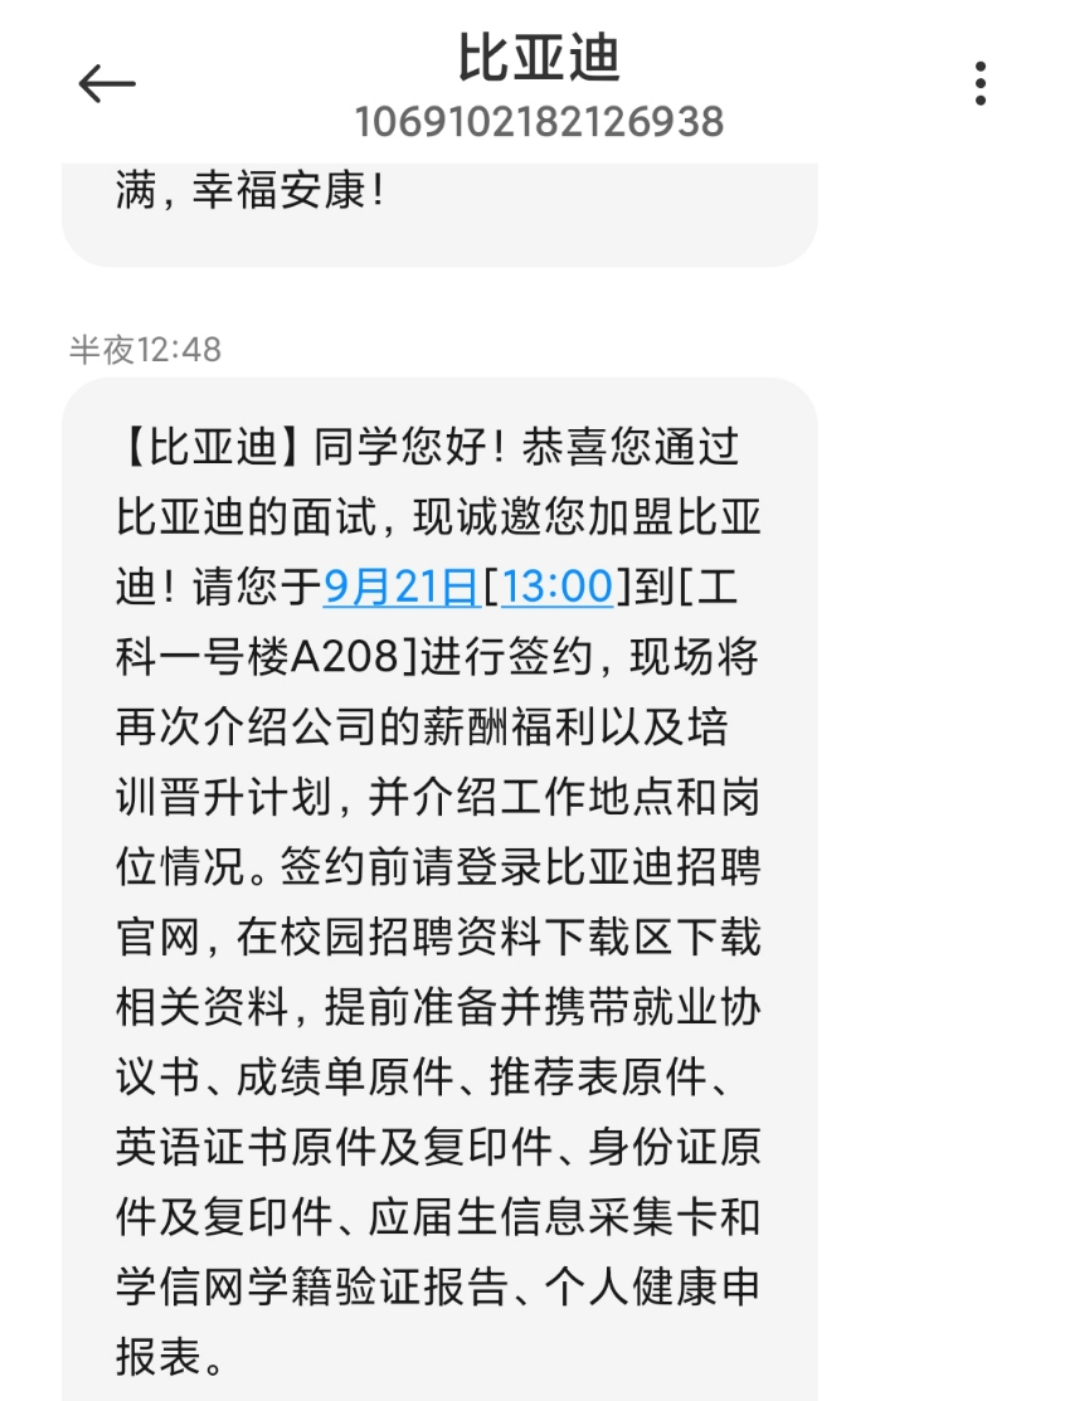 比亚迪
1069102182126938
满，幸福安康！
半夜12:48
【比亚迪】同学您好！恭喜您通过
比亚迪的面试，现诚邀您加盟比亚
迪！请您于9月21日[13:00]到[工
科一号楼A208]进行签约，现场将
再次介绍公司的薪酬福利以及培
训晋升计划，并介绍工作地点和岗
位情况。签约前请登录比亚迪招聘
官网，在校园招聘资料下载区下载
相关资料，提前准备并携带就业协
议书、成绩单原件、推荐表原件、
英语证书原件及复印件、身份证原
件及复印件、应届生信息采集卡和
学信网学籍验证报告、个人健康申
报表。